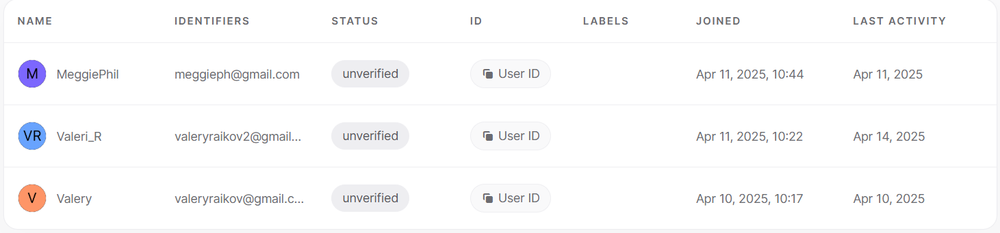 NAME IDENTIFIERS STATUS ID LABELS JOINED LAST ACTIVITY
M MeggiePhil meggieph@gmail.com unverified User ID Apr 11, 2025, 10:44 Apr 11, 2025
VR Valeri_R valeryraikov2@gmail... unverified User ID Apr 11, 2025, 10:22 Apr 14, 2025
V Valery valeryraikov@gmail.c... unverified User ID Apr 10, 2025, 10:17 Apr 10, 2025